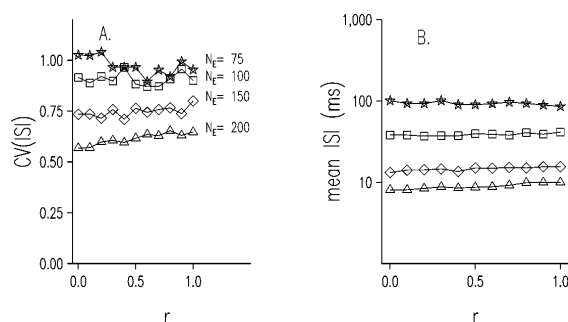 A.
N_E= 75
N_E= 100
N_E= 150
N_E= 200
1.00
0.75
0.50
0.25
0.00
CV(ISI)
0.0
0.5
1.0
r
B.
1,000
100
10
mean ISI (ms)
0.0
0.5
1.0
r